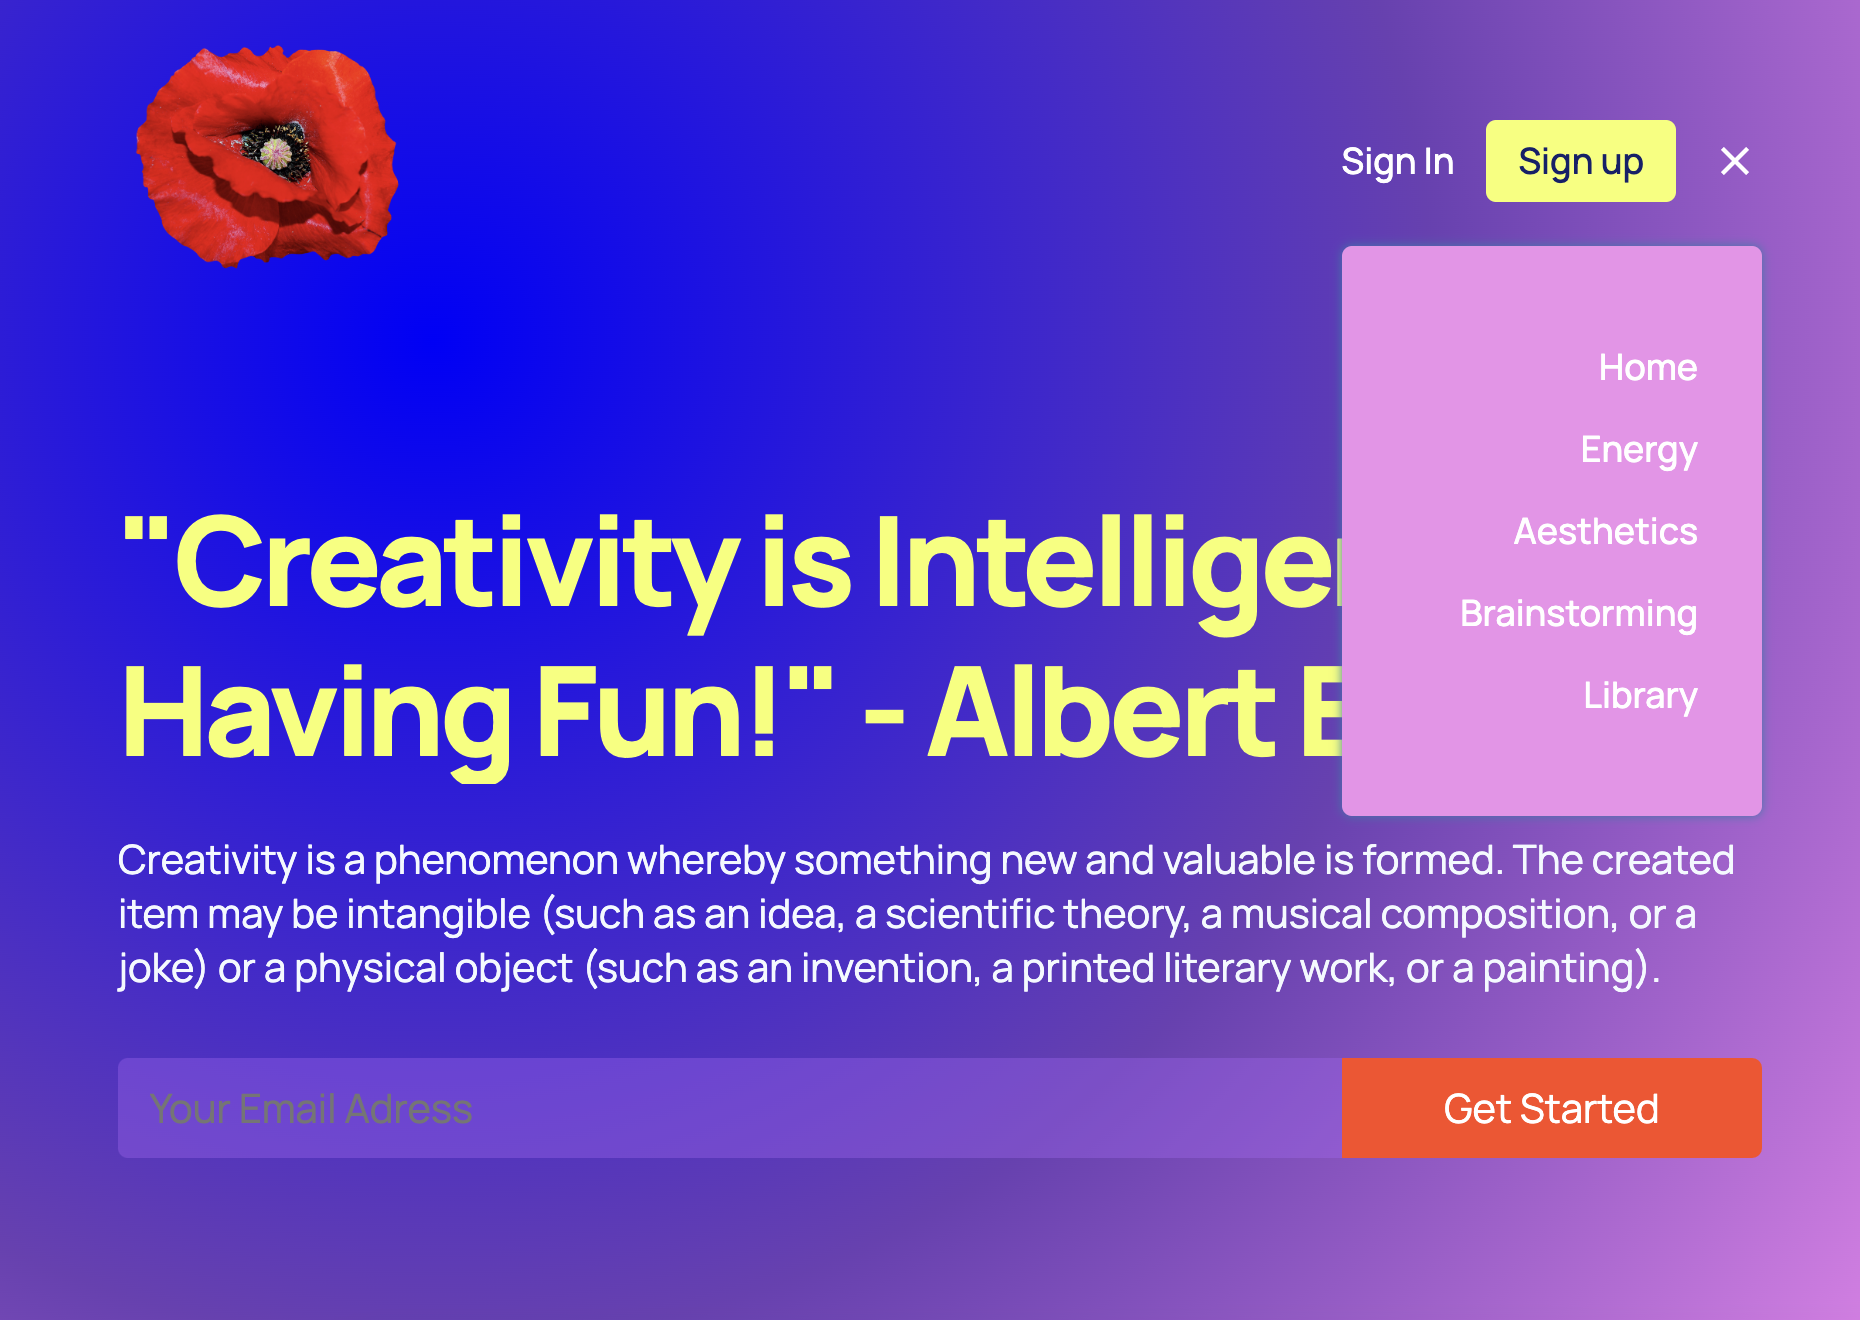 Sign In
Sign up
Home
Energy
Aesthetics
Brainstorming
Library
"Creativity is
Having Fun!" - Albert
Creativity is a phenomenon whereby something new and valuable is formed. The created
item may be intangible (such as an idea, a scientific theory, a musical composition, or a
joke) or a physical object (such as an invention, a printed literary work, or a painting).
Your Email Adress
Get Started